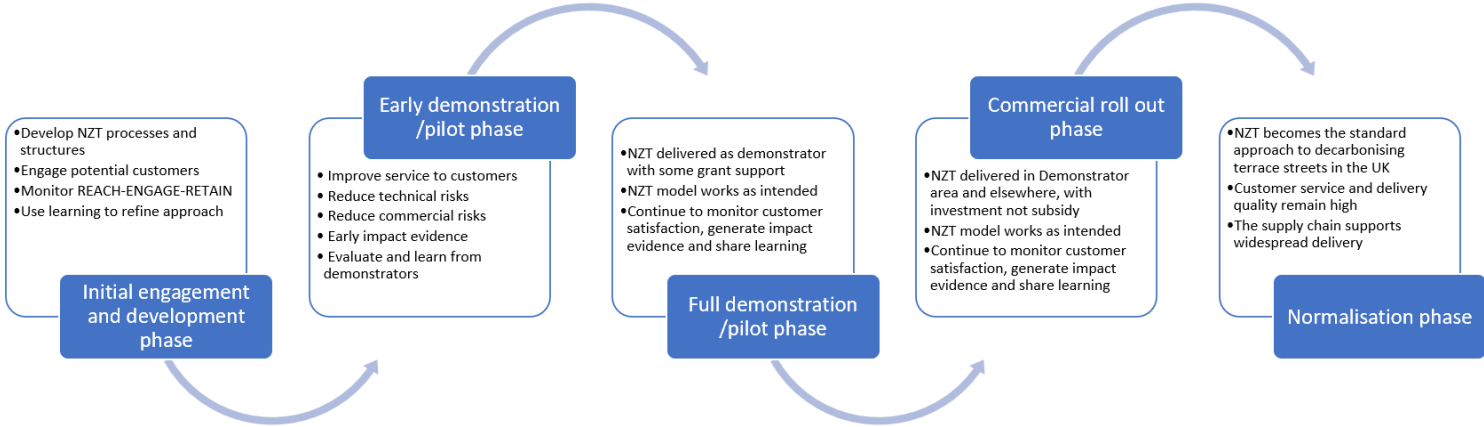 •Develop NZT processes and
structures
•Engage potential customers
•Monitor REACH-ENGAGE-RETAIN
•Use learning to refine approach
Initial engagement
and development
phase
Early demonstration
/pilot phase
• Improve service to customers
• Reduce technical risks
• Reduce commercial risks
• Early impact evidence
• Evaluate and learn from
demonstrators
•NZT delivered as demonstrator
with some grant support
•NZT model works as intended
•Continue to monitor customer
satisfaction, generate impact
evidence and share learning
Full demonstration
/pilot phase
Commercial roll out
phase
•NZT delivered in Demonstrator
area and elsewhere, with
investment not subsidy
•NZT model works as intended
•Continue to monitor customer
satisfaction, generate impact
evidence and share learning
•NZT becomes the standard
approach to decarbonising
terrace streets in the UK
•Customer service and delivery
quality remain high
•The supply chain supports
widespread delivery
Normalisation phase